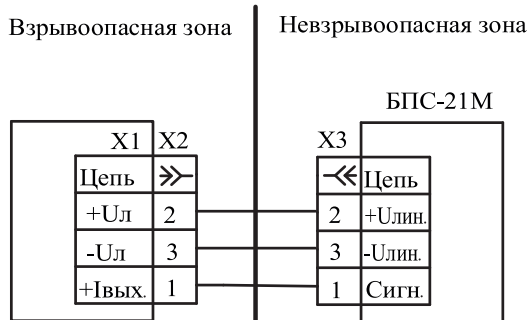 Взрывоопасная зона
Невзрывоопасная зона
БПС-21М
X1 X2
X3
Цепь
Цепь
+Uл 2
2 +Uлин.
-Uл 3
3 -Uлин.
+Iвых. 1
1 Сигн.